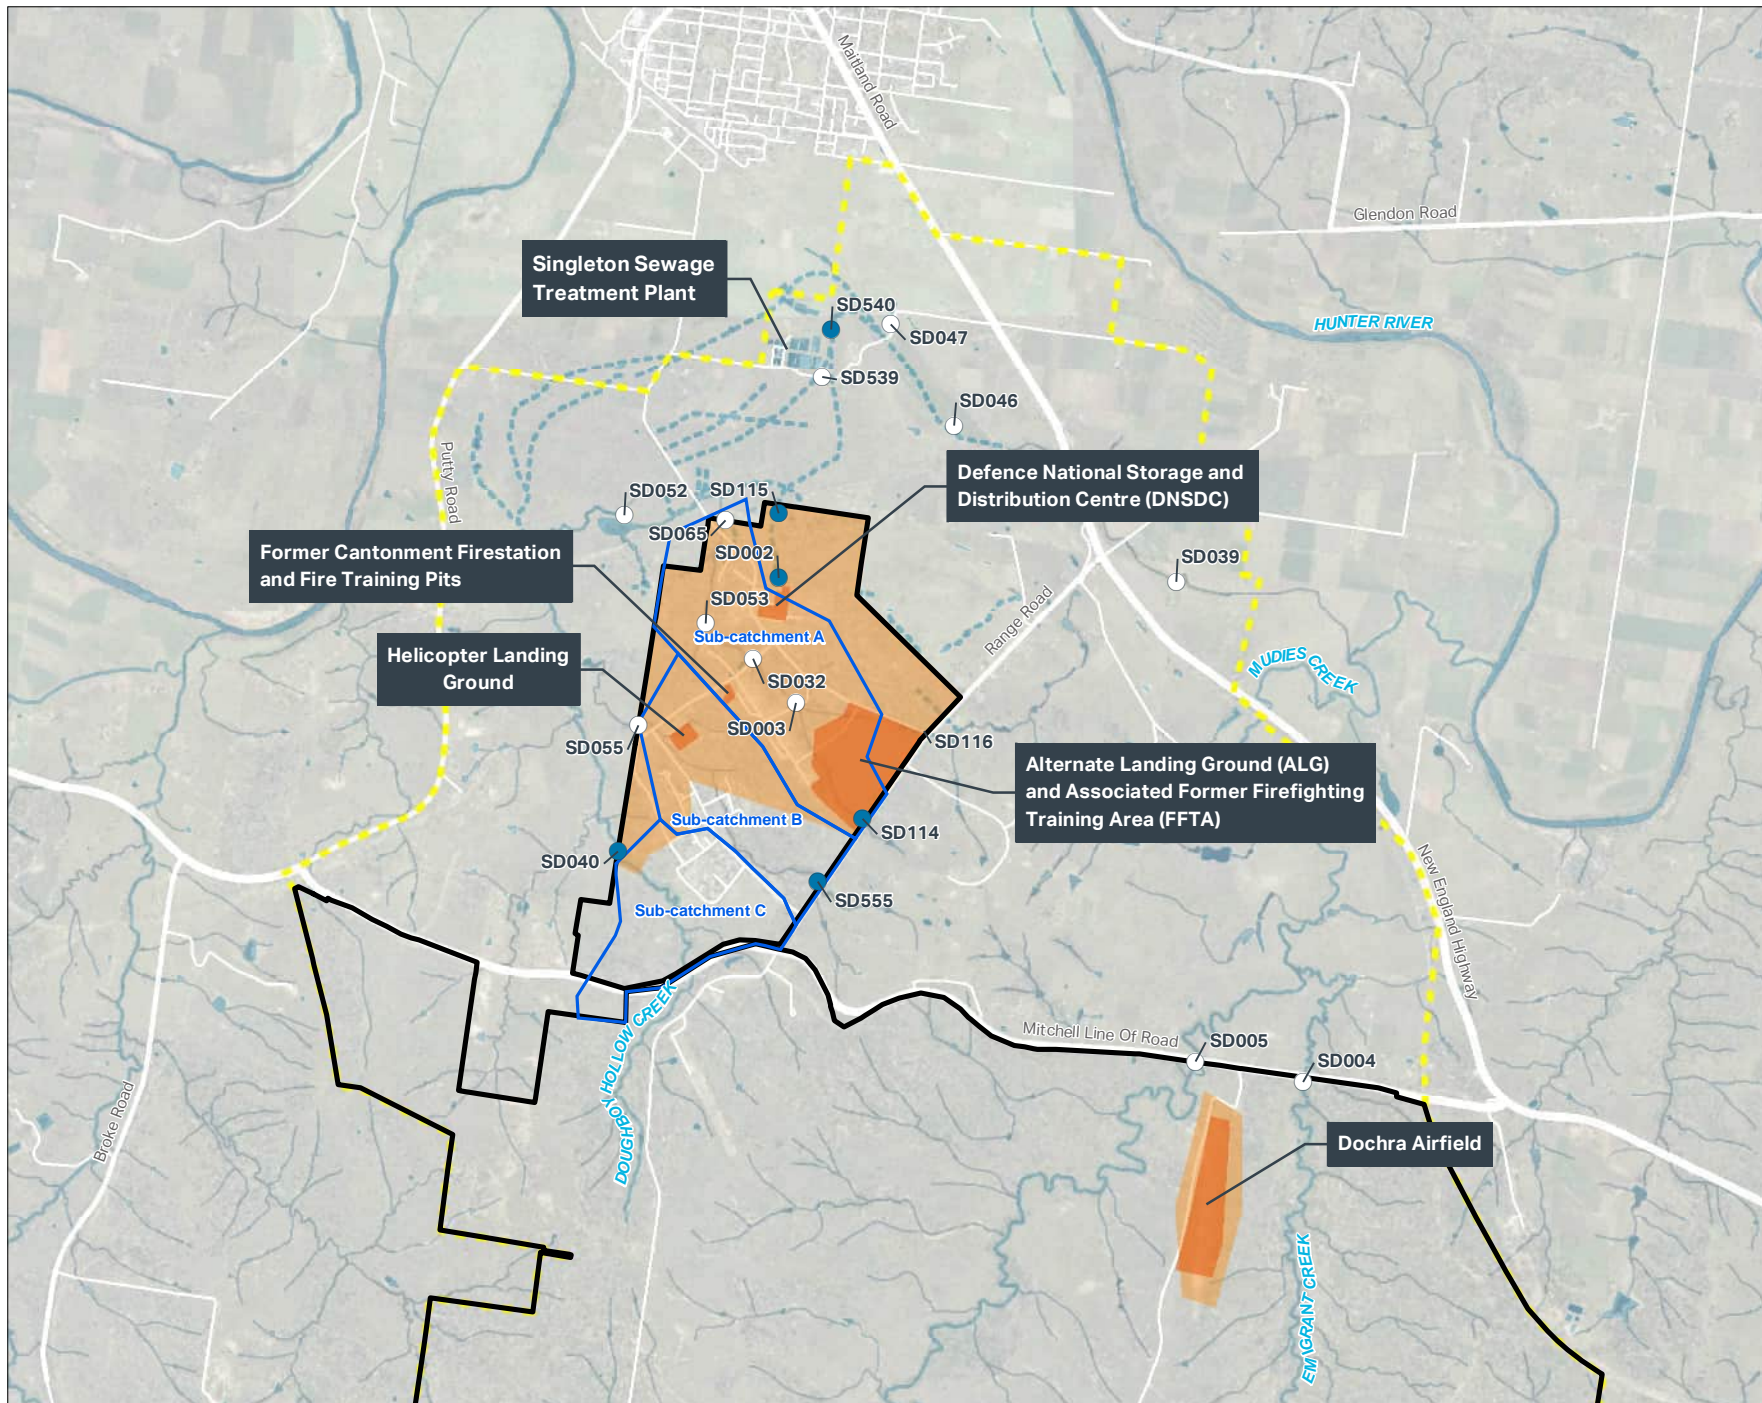 Maitland Road
Glendon Road
Singleton Sewage
Treatment Plant
SD540
HUNTER RIVER
SD047
SD539
SD046
Putty Road
Defence National Storage and
Distribution Centre (DNSDC)
SD052
SD115
SD065
Former Cantonment Firestation
and Fire Training Pits
SD002
SD039
SD053
Range Road
Sub-catchment A
Helicopter Landing
Ground
MUDIES CREEK
SD032
SD003
SD055
SD116
Alternate Landing Ground (ALG)
and Associated Former Firefighting
Training Area (FFTA)
Sub-catchment B
SD114
SD040
SD555
New England Highway
Sub-catchment C
DOUGHBOY HOLLOW CREEK
Mitchell Line Of Road
SD005
SD004
Broke Road
Dochra Airfield
EMIGRANT CREEK